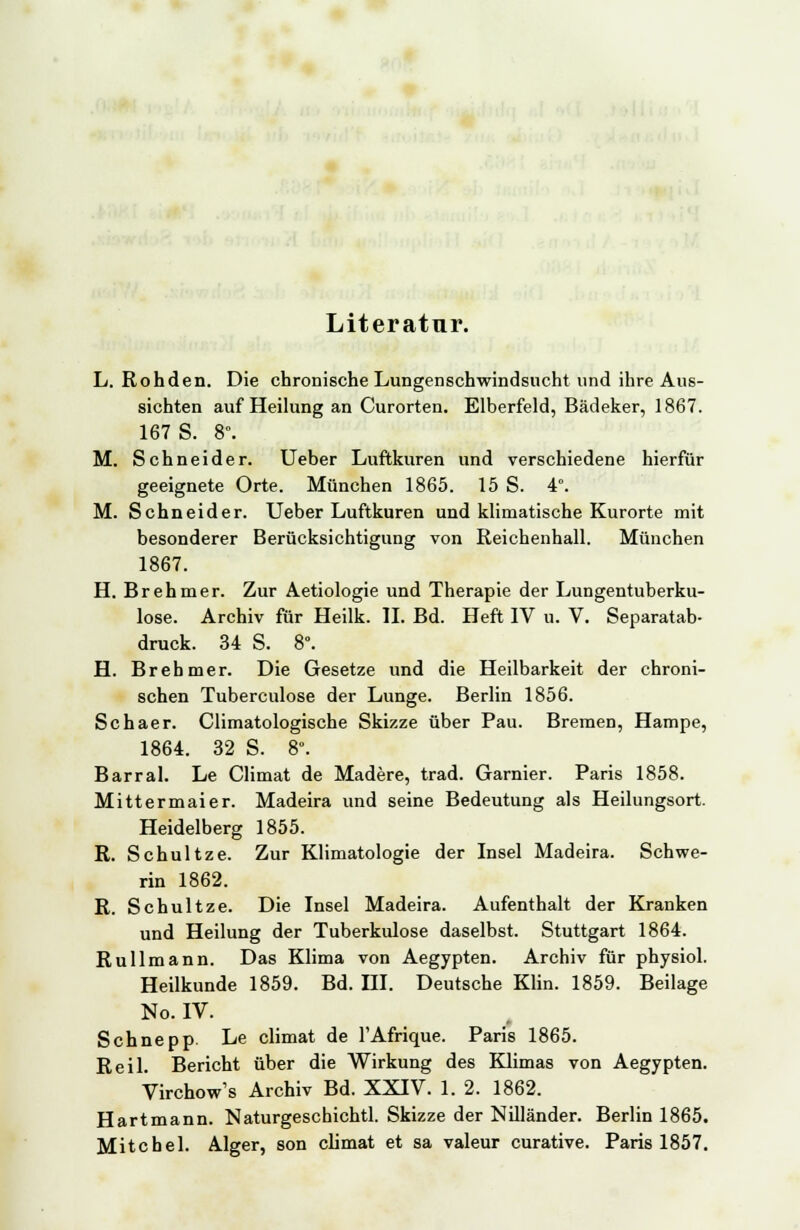 Literatur.
L. Rohden. Die chronische Lungenschwindsucht und ihre Aus-
sichten auf Heilung an Curorten. Elberfeld, Bädeker, 1867.
167 S. 8°.
M. Schneider. Ueber Luftkuren und verschiedene hierfür
geeignete Orte. München 1865. 15 S. 4°.
M. Schneider. Ueber Luftkuren und klimatische Kurorte mit
besonderer Berücksichtigung von Reichenhall. München
1867.
H. Brehmer. Zur Aetiologie und Therapie der Lungentuberku-
lose. Archiv für Heilk. II. Bd. Heft IV u. V. Separatab-
druck. 34 S. 8°.
H. Brehmer. Die Gesetze und die Heilbarkeit der chroni-
schen Tuberculose der Lunge. Berlin 1856.
Schaer. Climatologische Skizze über Pau. Bremen, Hampe,
1864. 32 S. 8°.
Barral. Le Climat de Madère, trad. Garnier. Paris 1858.
Mittermaier. Madeira und seine Bedeutung als Heilungsort.
Heidelberg 1855.
R. Schultze. Zur Klimatologie der Insel Madeira. Schwe-
rin 1862.
R. Schultze. Die Insel Madeira. Aufenthalt der Kranken
und Heilung der Tuberkulose daselbst. Stuttgart 1864.
Rullmann. Das Klima von Aegypten. Archiv für physiol.
Heilkunde 1859. Bd. III. Deutsche Klin. 1859. Beilage
No. IV.
Schnepp. Le climat de l'Afrique. Paris 1865.
Reil. Bericht über die Wirkung des Klimas von Aegypten.
Virchow's Archiv Bd. XXIV. 1. 2. 1862.
Hartmann. Naturgeschichtl. Skizze der Nilländer. Berlin 1865.
Mitchel. Alger, son climat et sa valeur curative. Paris 1857.